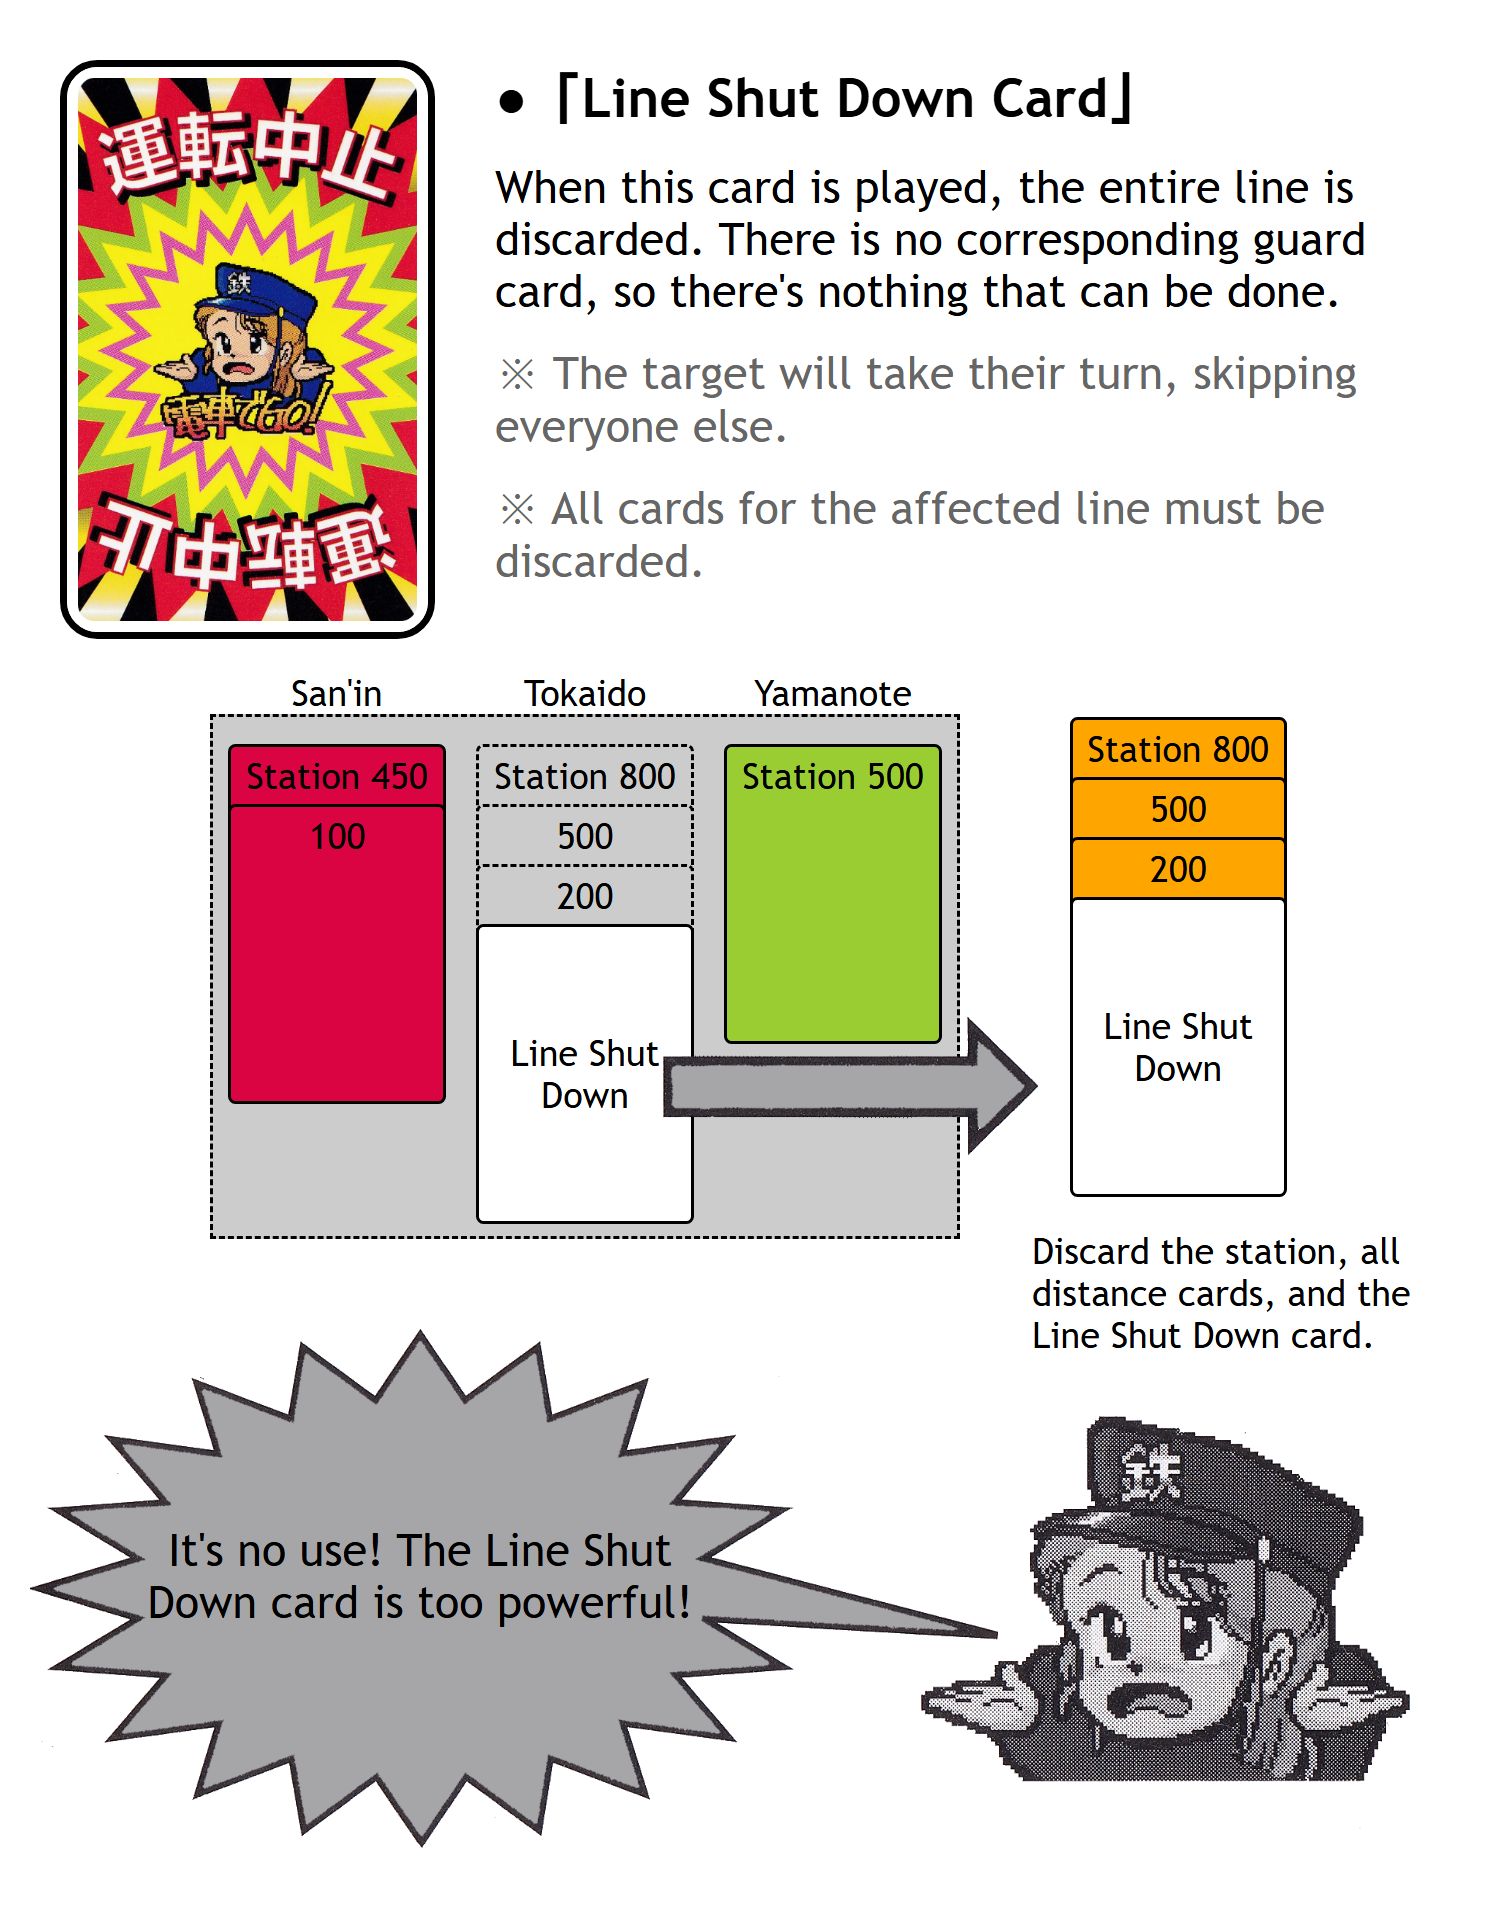 運転中止
鉄
電車でGO!
運転中止
● 「Line Shut Down Card」
When this card is played, the entire line is
discarded. There is no corresponding guard
card, so there's nothing that can be done.
※ The target will take their turn, skipping
everyone else.
※ All cards for the affected line must be
discarded.
San'in Tokaido Yamanote
Station 450 Station 800 Station 500
100 500
200
Line Shut
Down
Station 800
500
200
Line Shut
Down
Discard the station, all
distance cards, and the
Line Shut Down card.
It's no use! The Line Shut
Down card is too powerful!
鉄